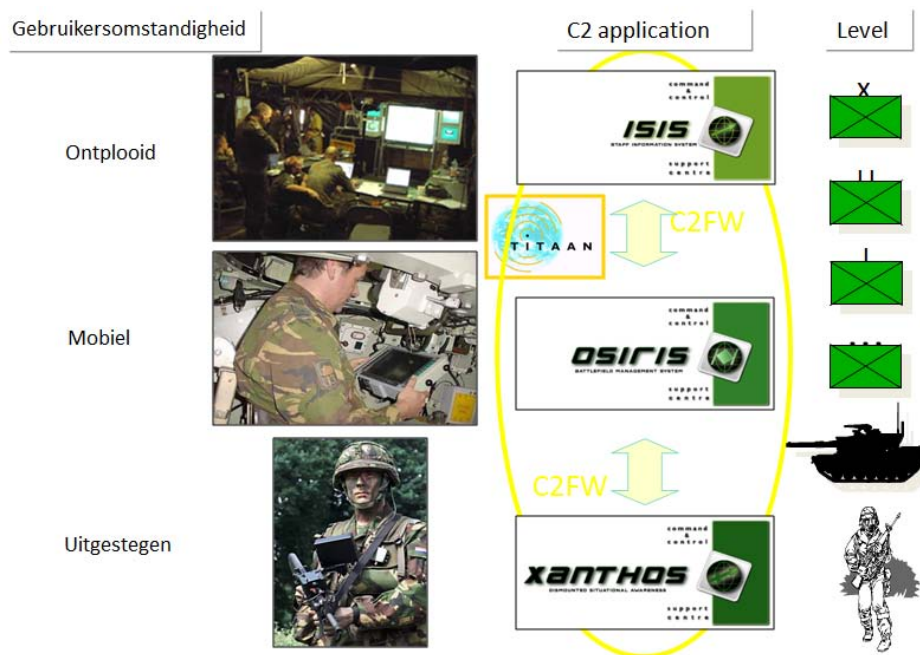 Gebruikersomstandigheid
C2 application
Level
Ontplooid
command
&
control
ISIS
STAFF INFORMATION SYSTEM
support
centre
X
I I
TITAAN
C2FW
I
Mobiel
command
&
control
OSIRIS
BATTLEFIELD MANAGEMENT SYSTEM
support
centre
...
C2FW
Uitgestegen
command
&
control
XANTHOS
DISMOUNTED SITUATIONAL AWARENESS
support
centre